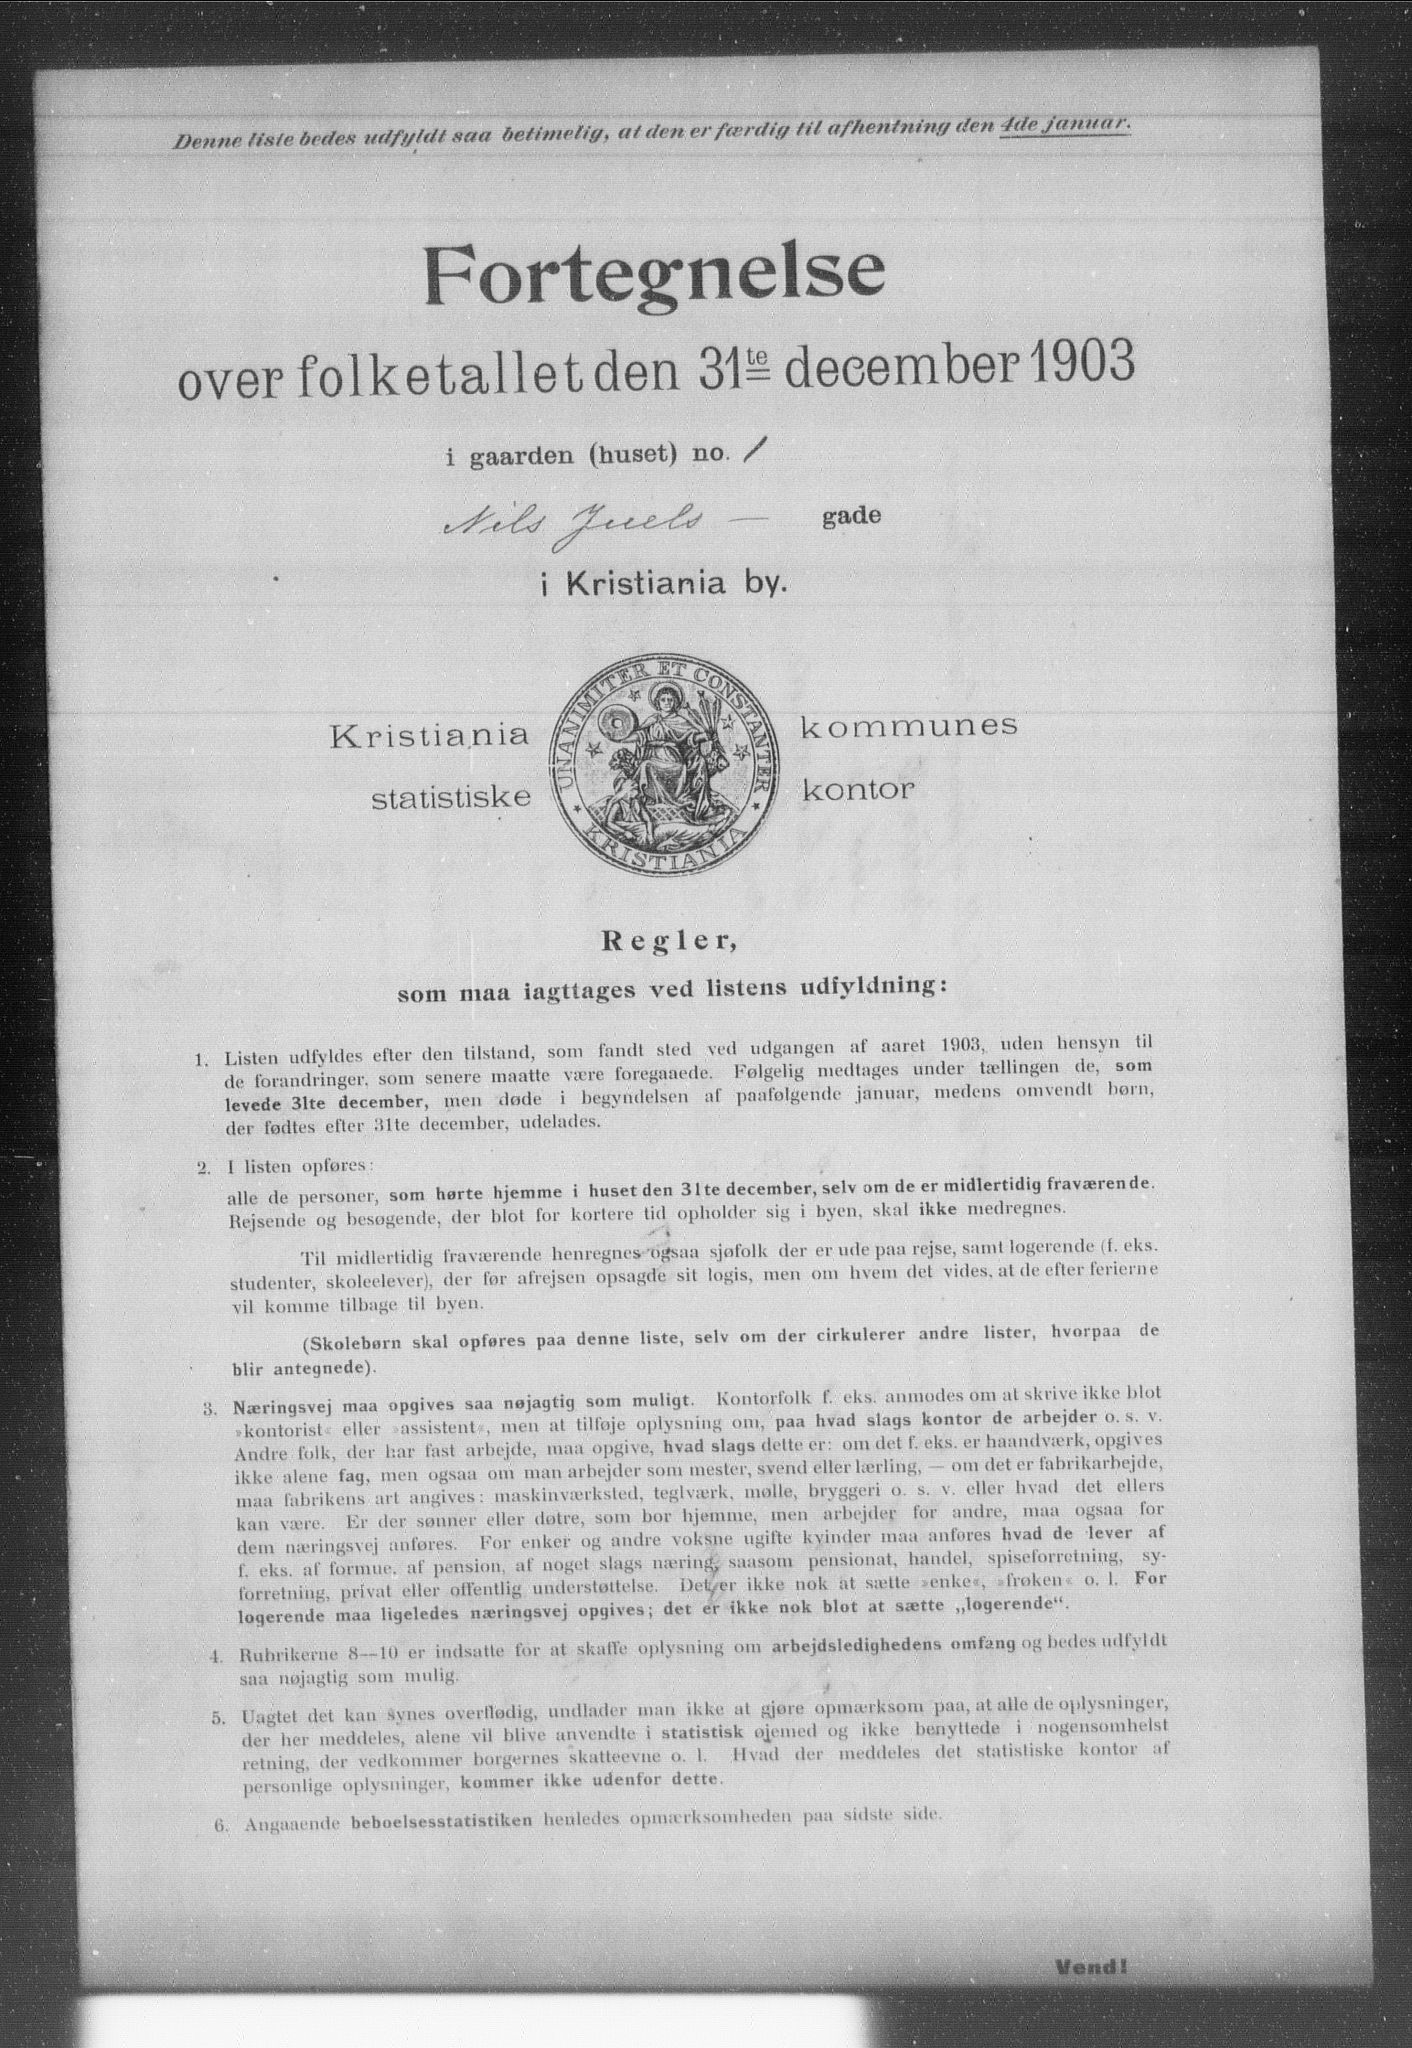 Denne liste bedes udfyldt saa betimelig, at den er færdig til afhentning den 4de januar.
Fortegnelse
over folketallet den 31te december 1903
i gaarden (huset) no. 1
Nils Juels — gade
i Kristiania by.
Kristiania kommunes
statistiske kontor
UNANIMITER ET CONSTANTER
KRISTIANIA
Regler,
som maa iagttages ved listens udfyldning:
1. Listen udfyldes efter den tilstand, som fandt sted ved udgangen af aaret 1903, uden hensyn til
de forandringer, som senere maatte være foregaaede. Følgelig medtages under tællingen de, som
levede 31te december, men døde i begyndelsen af paafølgende januar, medens omvendt børn,
der fødtes efter 31te december, udelades.
2. I listen opføres:
alle de personer, som hørte hjemme i huset den 31te december, selv om de er midlertidig fraværende.
Rejsende og besøgende, der blot for kortere tid opholder sig i byen, skal ikke medregnes.
Til midlertidig fraværende henregnes ogsaa sjøfolk der er ude paa rejse, samt logerende (f. eks.
studenter, skoleelever), der før afrejsen opsagde sit logis, men om hvem det vides, at de efter ferierne
vil komme tilbage til byen.
(Skolebørn skal opføres paa denne liste, selv om der cirkulerer andre lister, hvorpaa de
blir antegnede).
3. Næringsvej maa opgives saa nøjagtig som muligt. Kontorfolk f. eks. anmodes om at skrive ikke blot
»kontorist« eller »assistent«, men at tilføje oplysning om, paa hvad slags kontor de arbejder o. s. v.
Andre folk, der har fast arbejde, maa opgive, hvad slags dette er: om det f. eks. er haandværk, opgives
ikke alene fag, men ogsaa om man arbejder som mester, svend eller lærling, — om det er fabrikarbejde,
maa fabrikens art angives: maskinværksted, teglværk, mølle, bryggeri o. s. v. eller hvad det ellers
kan være. Er der sønner eller døtre, som bor hjemme, men arbejder for andre, maa ogsaa for
dem næringsvej anføres. For enker og andre voksne ugifte kvinder maa anføres hvad de lever af
f. eks. af formue, af pension, af noget slags næring, saasom pensionat, handel, spiseforretning, sy-
forretning, privat eller offentlig understøttelse. Det er ikke nok at sætte »enke«, »frøken« o. l. For
logerende maa ligeledes næringsvej opgives; det er ikke nok blot at sætte „logerende“.
4. Rubrikerne 8—10 er indsatte for at skaffe oplysning om arbejdsledighedens omfang og bedes udfyldt
saa nøjagtig som mulig.
5. Uagtet det kan synes overflødig, undlader man ikke at gjøre opmærksom paa, at alle de oplysninger,
der her meddeles, alene vil blive anvendte i statistisk øjemed og ikke benyttede i nogensomhelst
retning, der vedkommer borgernes skatteevne o. l. Hvad der meddeles det statistiske kontor af
personlige oplysninger, kommer ikke udenfor dette.
6. Angaaende beboelsesstatistiken henledes opmærksomheden paa sidste side.
Vend!